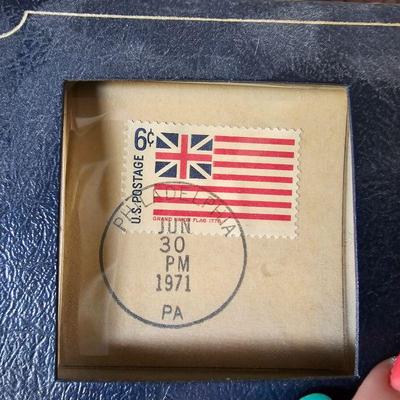 6¢
U.S. POSTAGE
GRAND UNION FLAG 1776
PHILADELPHIA
JUN
30
PM
1971
PA